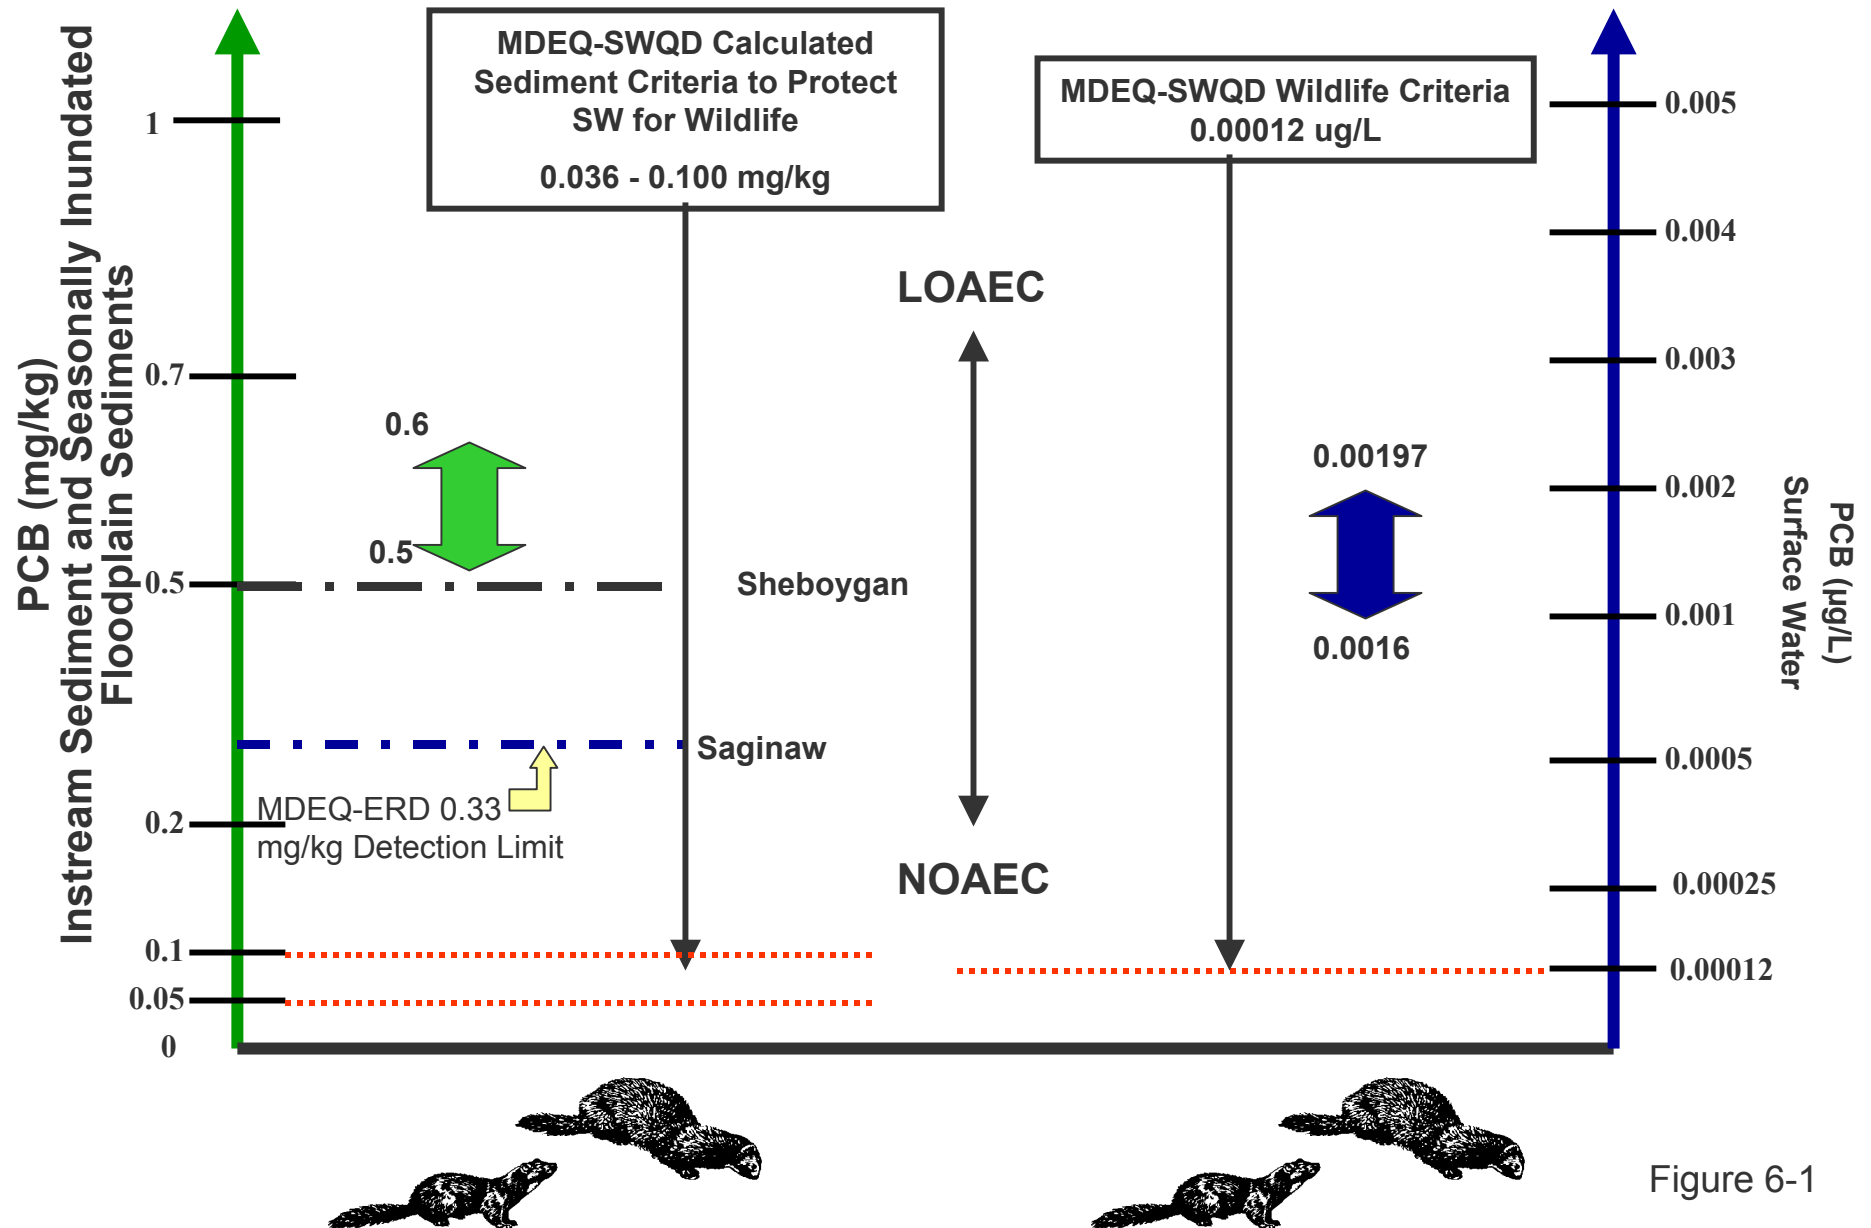 PCB (mg/kg)
Instream Sediment and Seasonally Inundated
Floodplain Sediments
1
0.7
0.5
0.2
0.1
0.05
0
MDEQ-SWQD Calculated
Sediment Criteria to Protect
SW for Wildlife
0.036 - 0.100 mg/kg
0.6
0.5
Sheboygan
Saginaw
MDEQ-ERD 0.33
mg/kg Detection Limit
LOAEC
NOAEC
MDEQ-SWQD Wildlife Criteria
0.00012 ug/L
0.00197
0.0016
0.005
0.004
0.003
0.002
0.001
0.0005
0.00025
0.00012
PCB (µg/L)
Surface Water
Figure 6-1